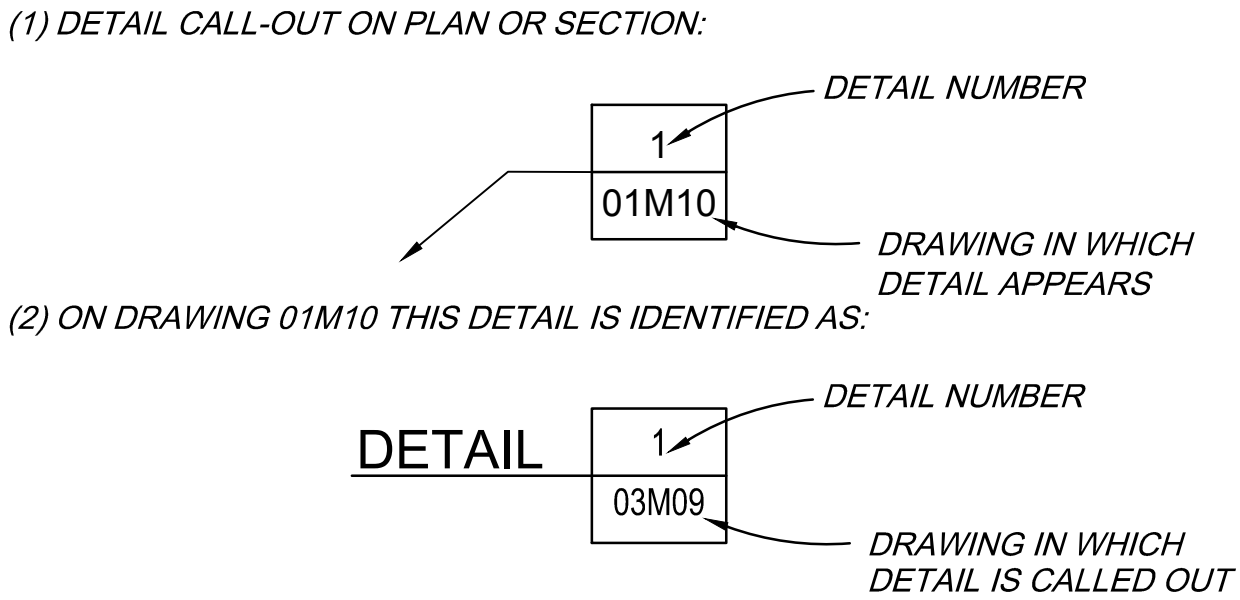 (1) DETAIL CALL-OUT ON PLAN OR SECTION:
DETAIL NUMBER
1
01M10
DRAWING IN WHICH
DETAIL APPEARS
(2) ON DRAWING 01M10 THIS DETAIL IS IDENTIFIED AS:
DETAIL NUMBER
DETAIL
1
03M09
DRAWING IN WHICH
DETAIL IS CALLED OUT